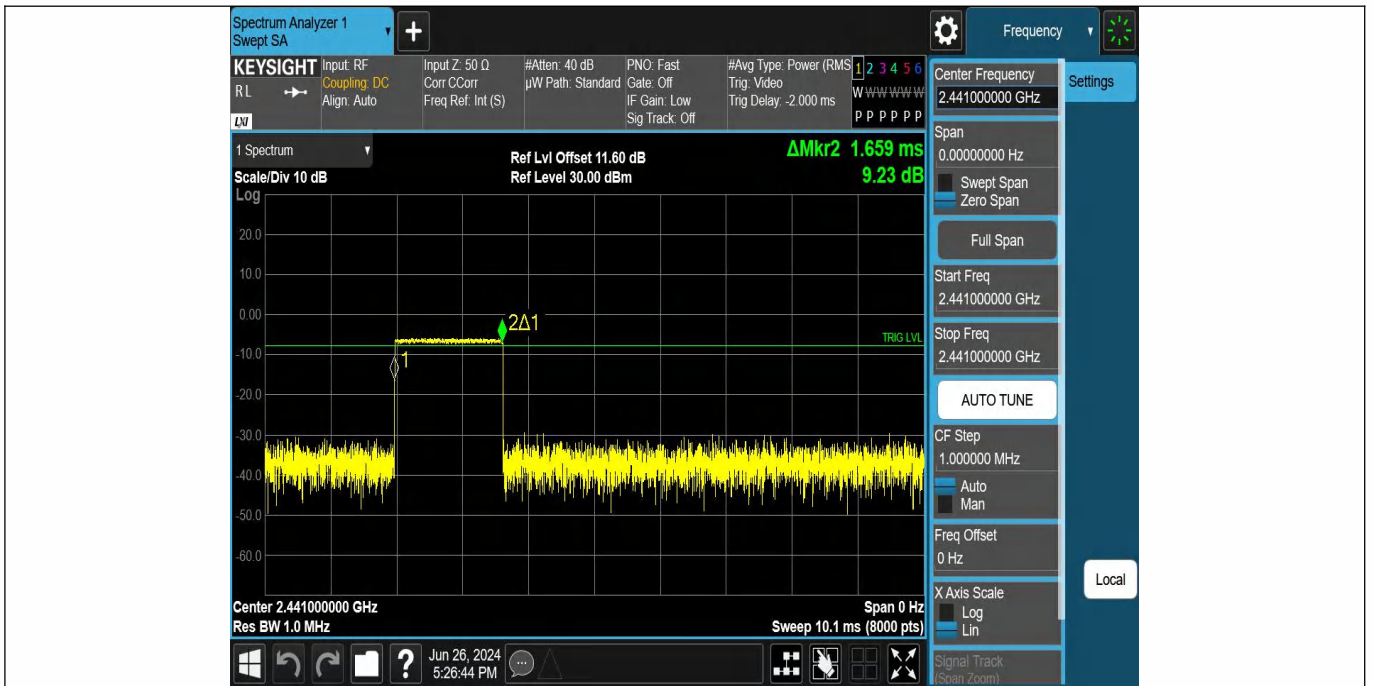 Spectrum Analyzer 1
Swept SA
+
Frequency
KEYSIGHT
RL
LXI
Input: RF
Coupling: DC
Align: Auto
Input Z: 50 Ω
Corr CCorr
Freq Ref: Int (S)
#Atten: 40 dB
µW Path: Standard
PNO: Fast
Gate: Off
IF Gain: Low
Sig Track: Off
#Avg Type: Power (RMS
Trig: Video
Trig Delay: -2.000 ms
1 2 3 4 5 6
W W W W W W
P P P P P P
1 Spectrum
Scale/Div 10 dB
Ref Lvl Offset 11.60 dB
Ref Level 30.00 dBm
ΔMkr2 1.659 ms
9.23 dB
Log
20.0
10.0
0.00
-10.0
-20.0
-30.0
-40.0
-50.0
-60.0
2Δ1
1
TRIG LVL
Center 2.441000000 GHz
Res BW 1.0 MHz
Span 0 Hz
Sweep 10.1 ms (8000 pts)
Center Frequency
2.441000000 GHz
Settings
Span
0.00000000 Hz
Swept Span
Zero Span
Full Span
Start Freq
2.441000000 GHz
Stop Freq
2.441000000 GHz
AUTO TUNE
CF Step
1.000000 MHz
Auto
Man
Freq Offset
0 Hz
X Axis Scale
Log
Lin
Signal Track
(Span Zoom)
Local
?
Jun 26, 2024
5:26:44 PM